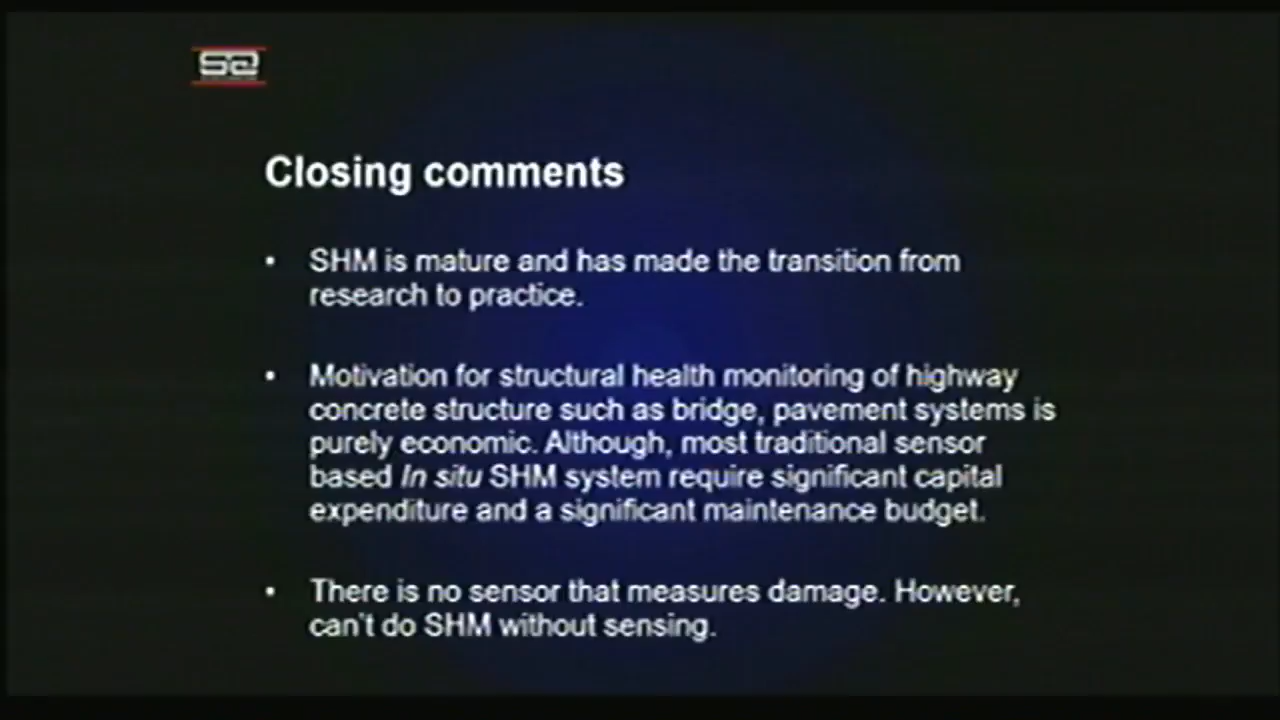 Closing comments
• SHM is mature and has made the transition from
research to practice.
• Motivation for structural health monitoring of highway
concrete structure such as bridge, pavement systems is
purely economic. Although, most traditional sensor
based In situ SHM system require significant capital
expenditure and a significant maintenance budget.
• There is no sensor that measures damage. However,
can't do SHM without sensing.